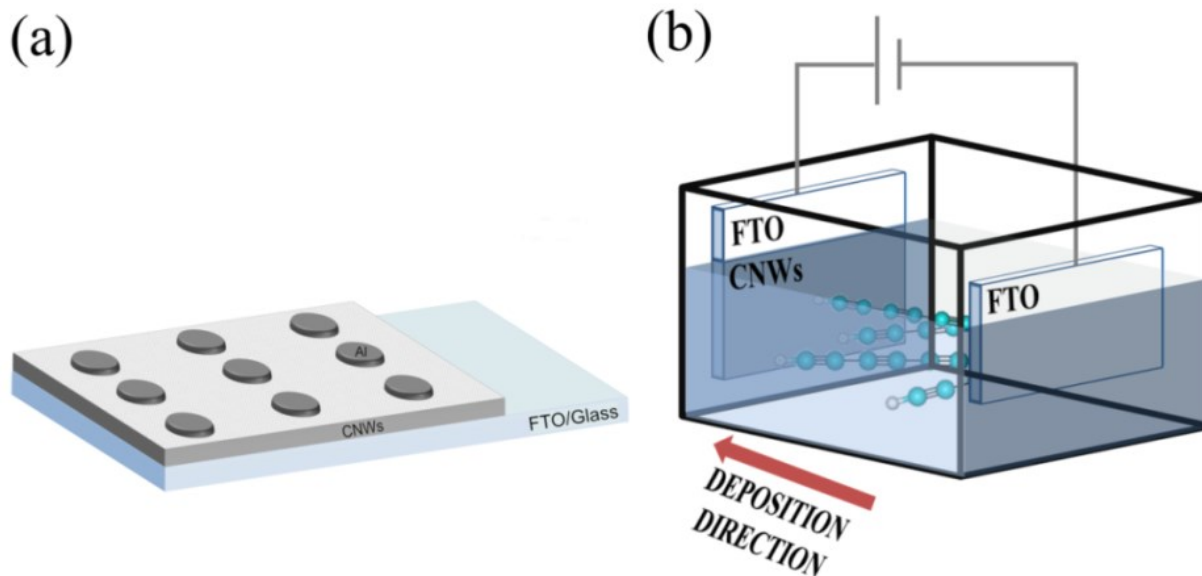 (a)
Al
CNWs
FTO/Glass
(b)
FTO
CNWs
FTO
DEPOSITION
DIRECTION